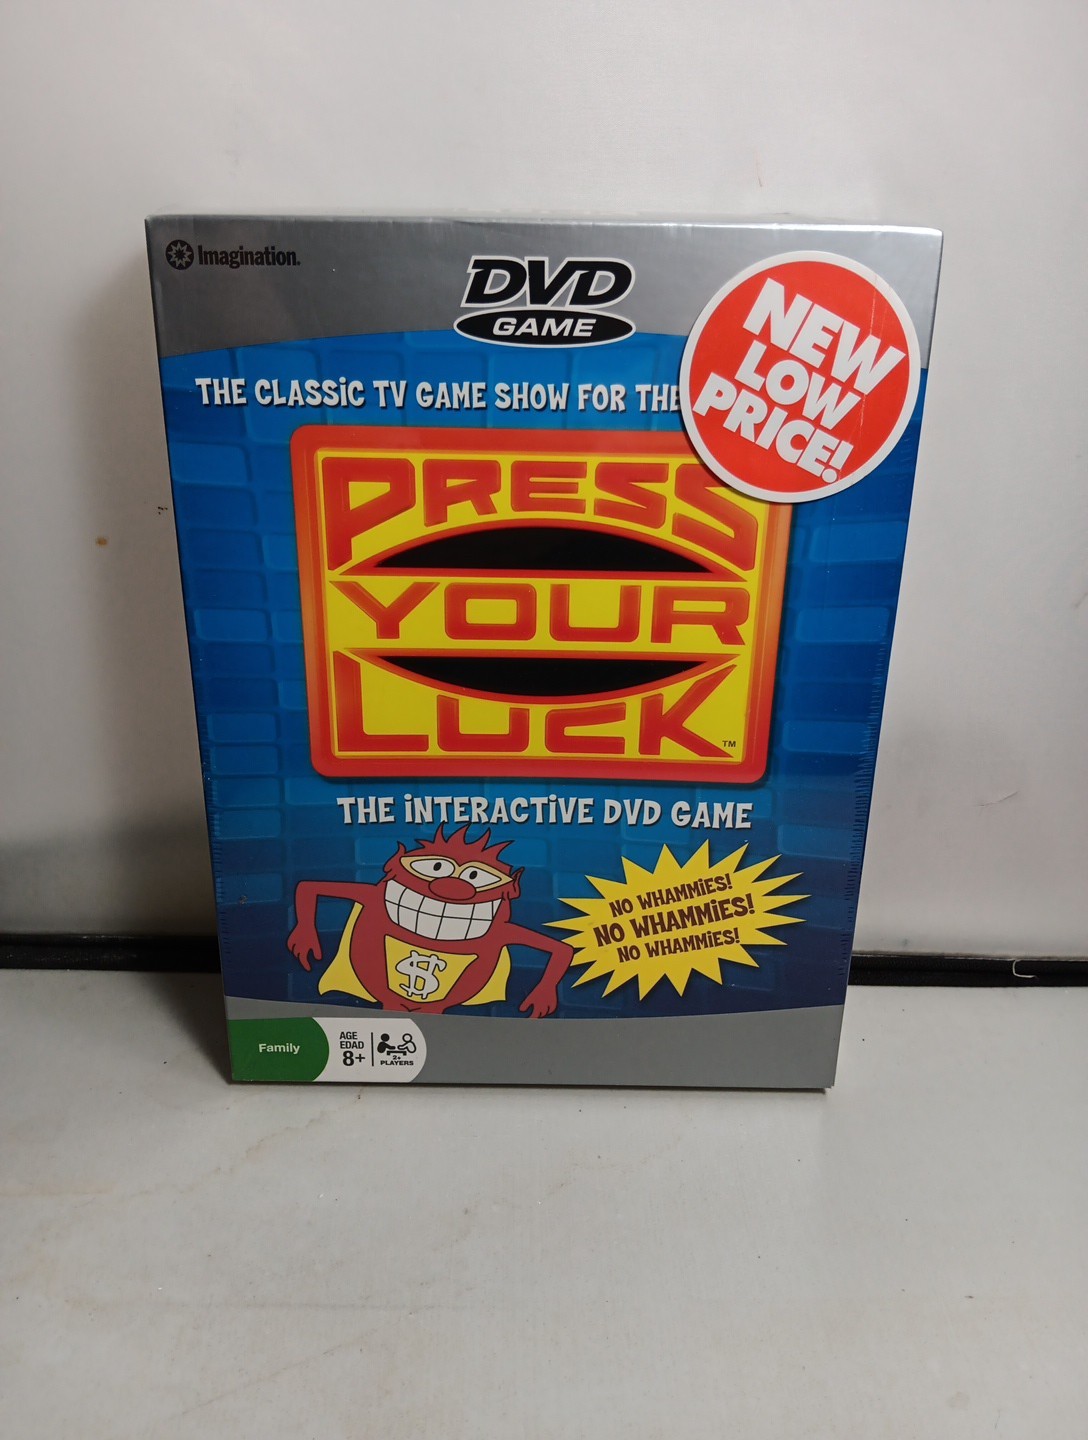 Imagination.
DVD
GAME
NEW
LOW
PRICE!
THE CLASSiC TV GAME SHOW FOR THE
PRESS
YOUR
LUCK
TM
THE iNTERACTiVE DVD GAME
NO WHAMMiES!
NO WHAMMiES!
NO WHAMMiES!
$
Family
AGE
EDAD
8+
2+
PLAYERS